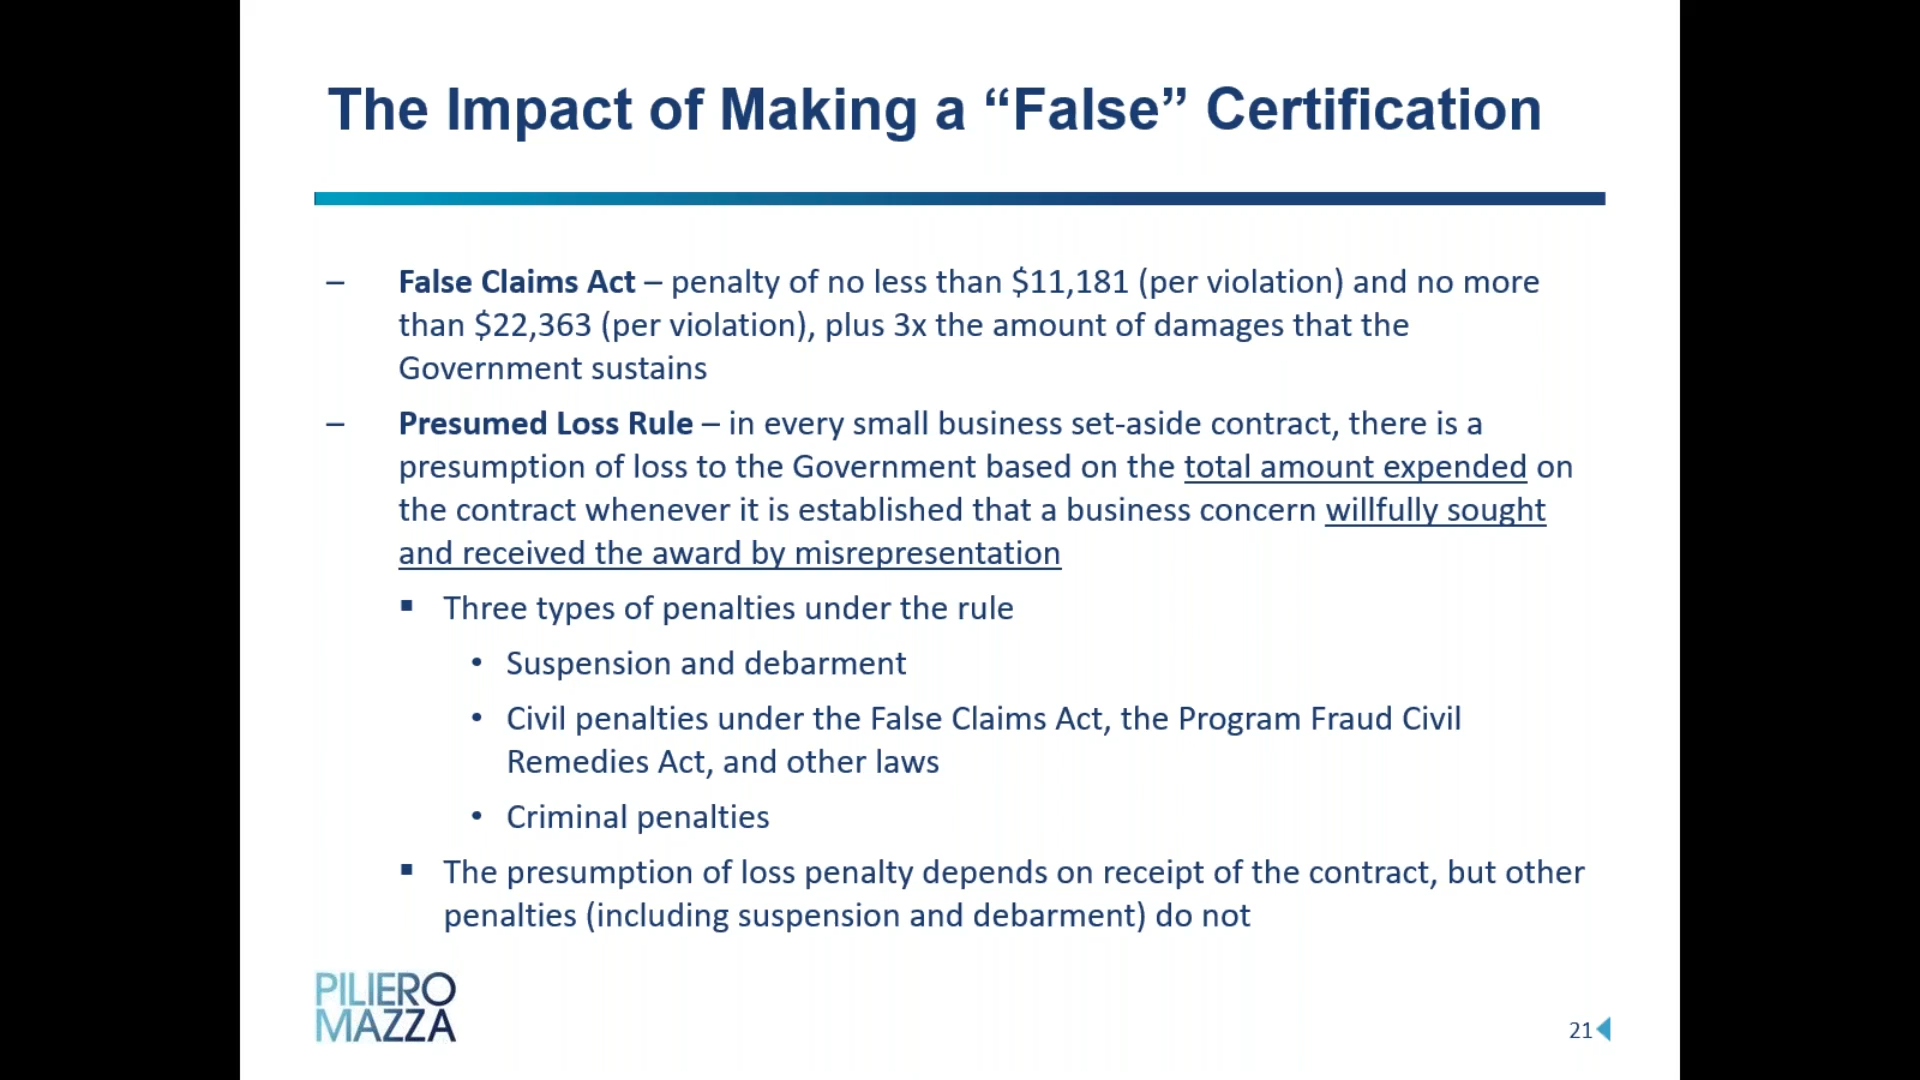 The Impact of Making a “False” Certification
– False Claims Act – penalty of no less than $11,181 (per violation) and no more
than $22,363 (per violation), plus 3x the amount of damages that the
Government sustains
– Presumed Loss Rule – in every small business set-aside contract, there is a
presumption of loss to the Government based on the total amount expended on
the contract whenever it is established that a business concern willfully sought
and received the award by misrepresentation
▪ Three types of penalties under the rule
• Suspension and debarment
• Civil penalties under the False Claims Act, the Program Fraud Civil
Remedies Act, and other laws
• Criminal penalties
▪ The presumption of loss penalty depends on receipt of the contract, but other
penalties (including suspension and debarment) do not
PILIERO
MAZZA
21